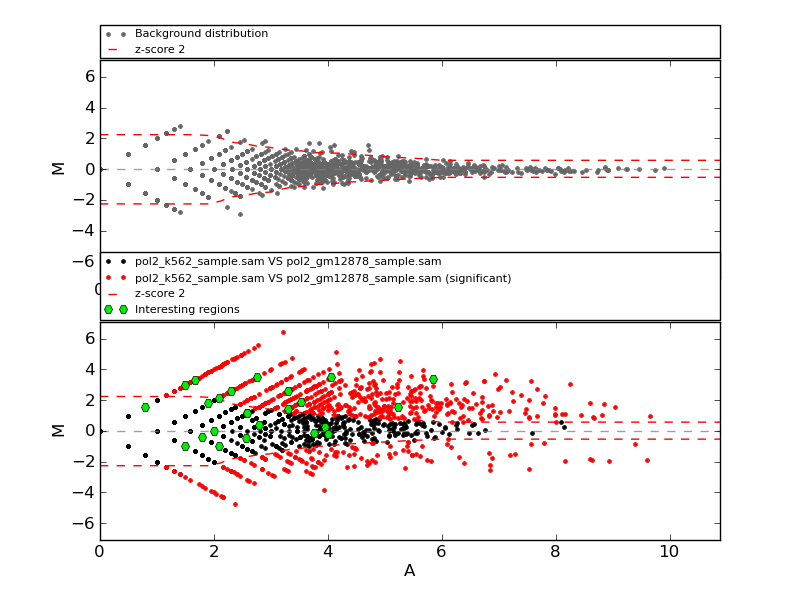 Background distribution
z-score 2
6
4
2
0
−2
−4
−6
M
0
pol2_k562_sample.sam VS pol2_gm12878_sample.sam
pol2_k562_sample.sam VS pol2_gm12878_sample.sam (significant)
z-score 2
Interesting regions
6
4
2
0
−2
−4
−6
M
0 2 4 6 8 10
A